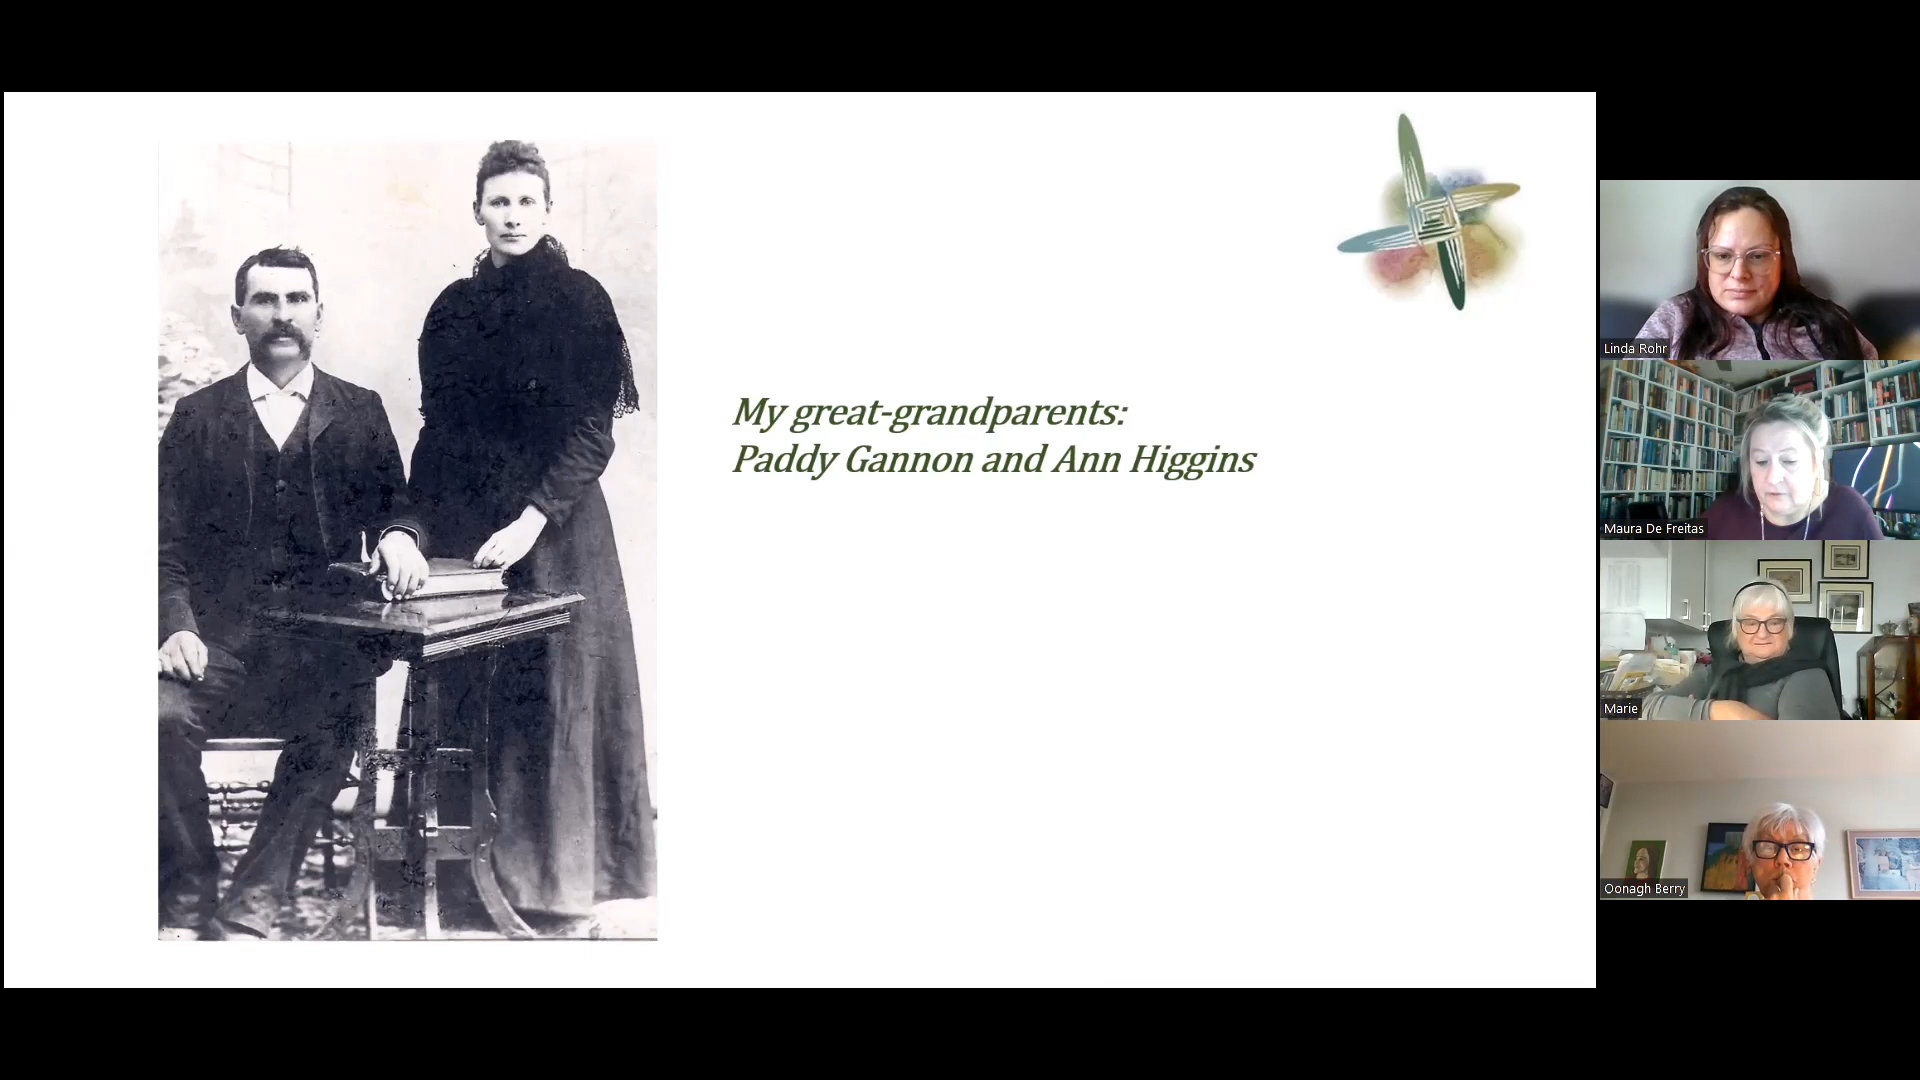 My great-grandparents:
Paddy Gannon and Ann Higgins
Linda Rohr
Maura De Freitas
Marie
Oonagh Berry